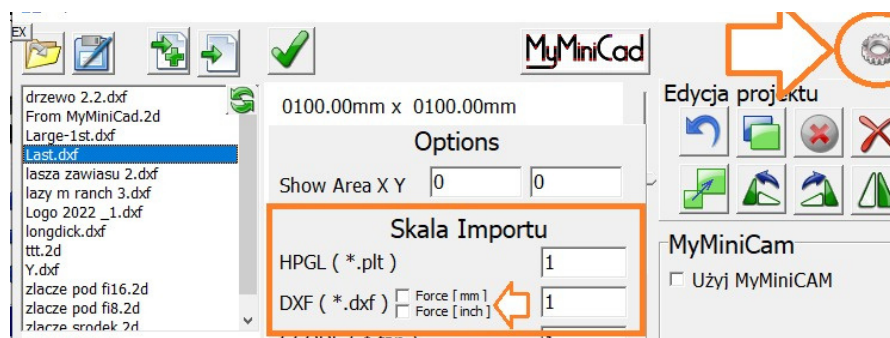 EX
MyMiniCad
drzewo 2.2.dxf
From MyMiniCad.2d
Large-1st.dxf
Last.dxf
lasza zawiasu 2.dxf
lazy m ranch 3.dxf
Logo 2022 _1.dxf
longdick.dxf
ttt.2d
Y.dxf
zlacze pod fi16.2d
zlacze pod fi8.2d
zlacze srodek 2d
0100.00mm x 0100.00mm
Options
Show Area X Y 0 0
Skala Importu
HPGL ( *.plt ) 1
DXF ( *.dxf ) Force [ mm ] 1
Force [ inch ]
Edycja projektu
MyMiniCam
Użyj MyMiniCAM